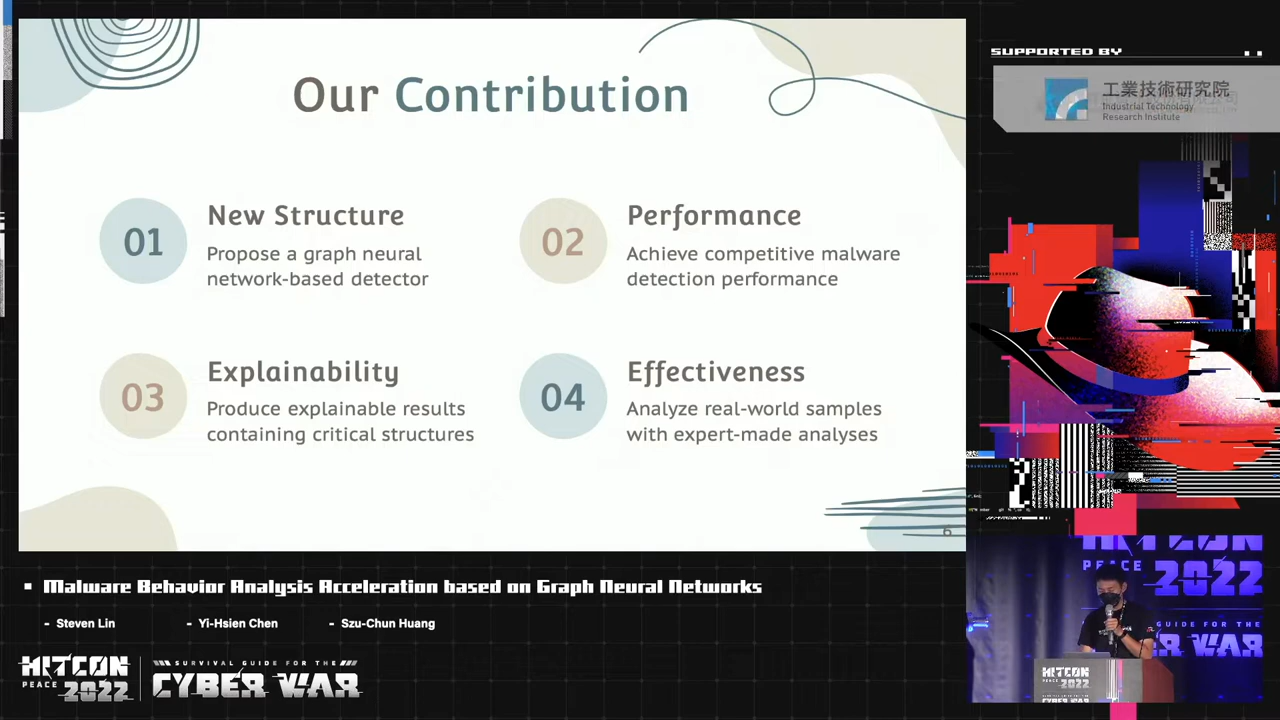 Our Contribution
01
New Structure
Propose a graph neural
network-based detector
02
Performance
Achieve competitive malware
detection performance
03
Explainability
Produce explainable results
containing critical structures
04
Effectiveness
Analyze real-world samples
with expert-made analyses
6
SUPPORTED BY
工業技術研究院
Industrial Technology
Research Institute
Malware Behavior Analysis Acceleration based on Graph Neural Networks
- Steven Lin
- Yi-Hsien Chen
- Szu-Chun Huang
HITCON
PEACE 2022
SURVIVAL GUIDE FOR THE
CYBER WAR
PEACE
2022
GUIDE FOR THE
WAR
HITCON
2022